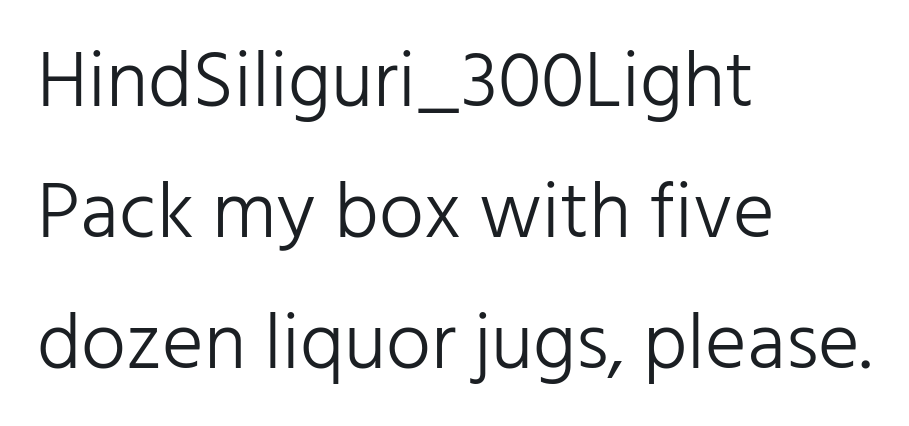 HindSiliguri_300Light
Pack my box with five
dozen liquor jugs, please.